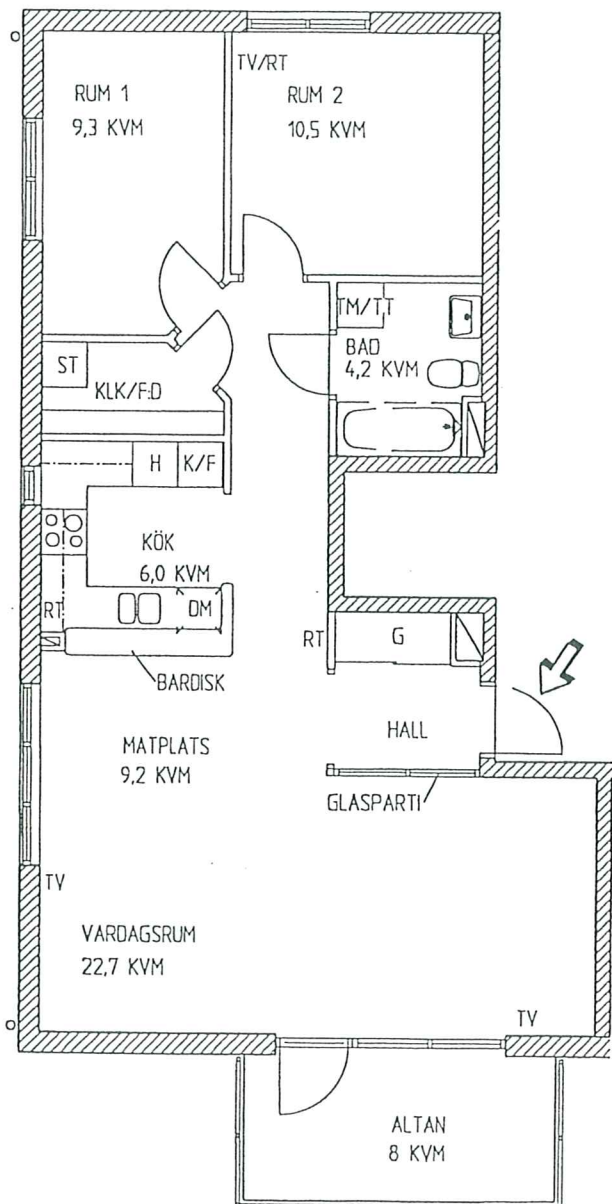 TV/RT
RUM 1
9,3 KVM
RUM 2
10,5 KVM
TM/TT
BAD
4,2 KVM
ST
KLK/F.D
H
K/F
KÖK
6,0 KVM
RT
DM
BARDISK
RT
G
HALL
MATPLATS
9,2 KVM
GLASPARTI
TV
VARDAGSRUM
22,7 KVM
TV
ALTAN
8 KVM